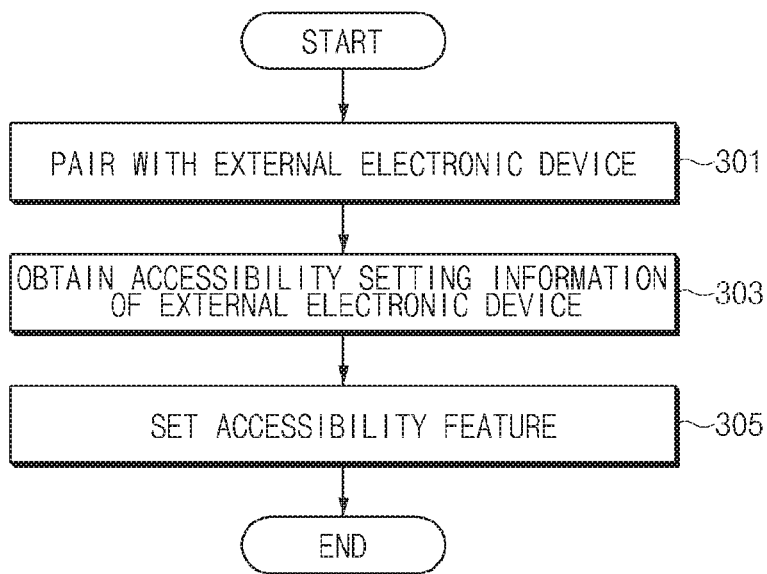 START
PAIR WITH EXTERNAL ELECTRONIC DEVICE
301
OBTAIN ACCESSIBILITY SETTING INFORMATION
OF EXTERNAL ELECTRONIC DEVICE
303
SET ACCESSIBILITY FEATURE
305
END